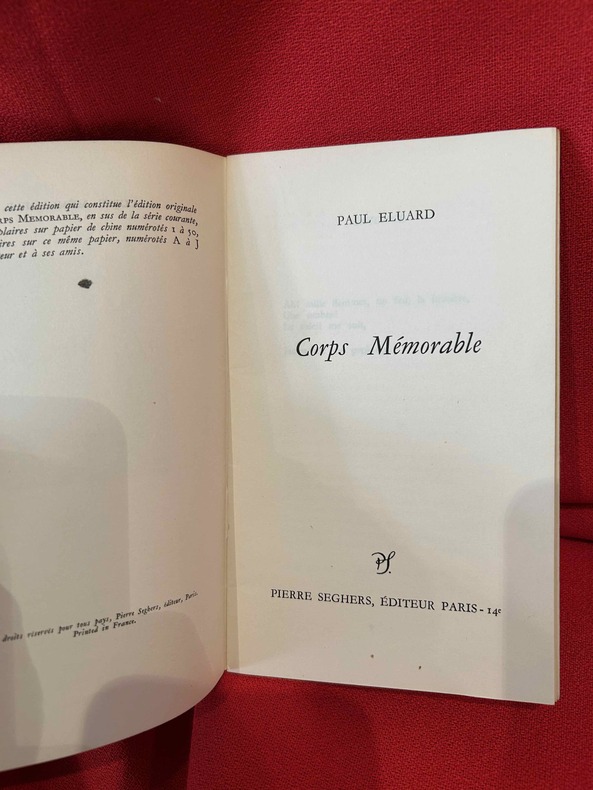 cette édition qui constitue l'édition originale
RPS MEMORABLE, en sus de la série courante,
plaires sur papier de chine numérotés 1 à 50,
ires sur ce même papier, numérotés A à J
eur et à ses amis.
droits réservés pour tous pays, Pierre Seghers, éditeur, Paris.
Printed in France.
PAUL ELUARD
Corps Mémorable
PS.
PIERRE SEGHERS, ÉDITEUR PARIS - 14e